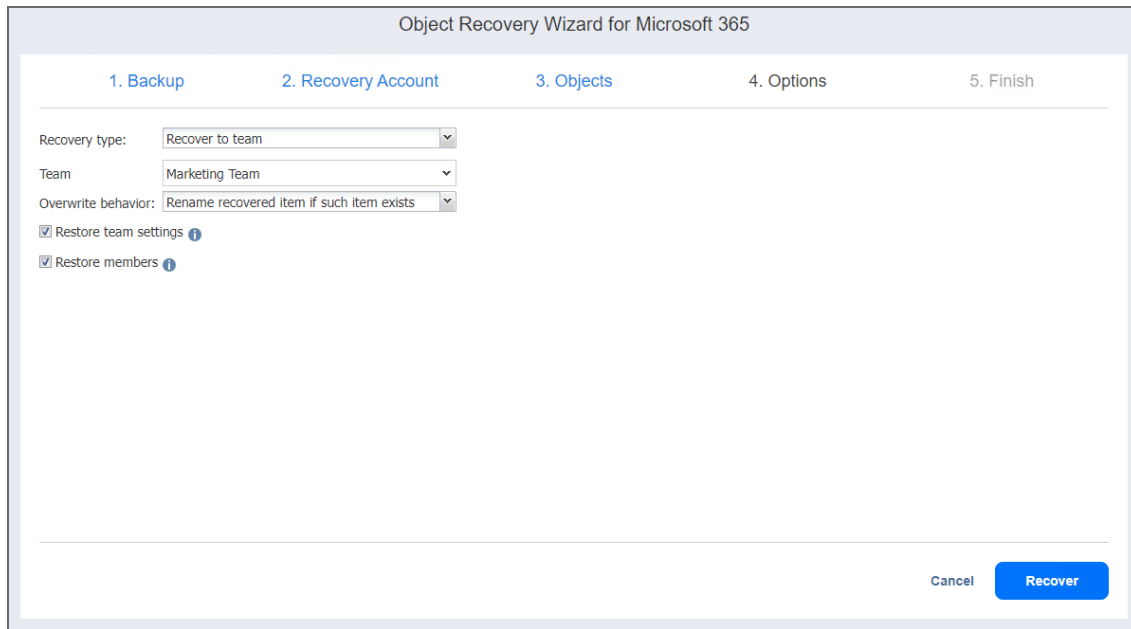 Object Recovery Wizard for Microsoft 365
1. Backup 2. Recovery Account 3. Objects 4. Options 5. Finish
Recovery type: Recover to team
Team Marketing Team
Overwrite behavior: Rename recovered item if such item exists
Restore team settings
Restore members
Cancel Recover